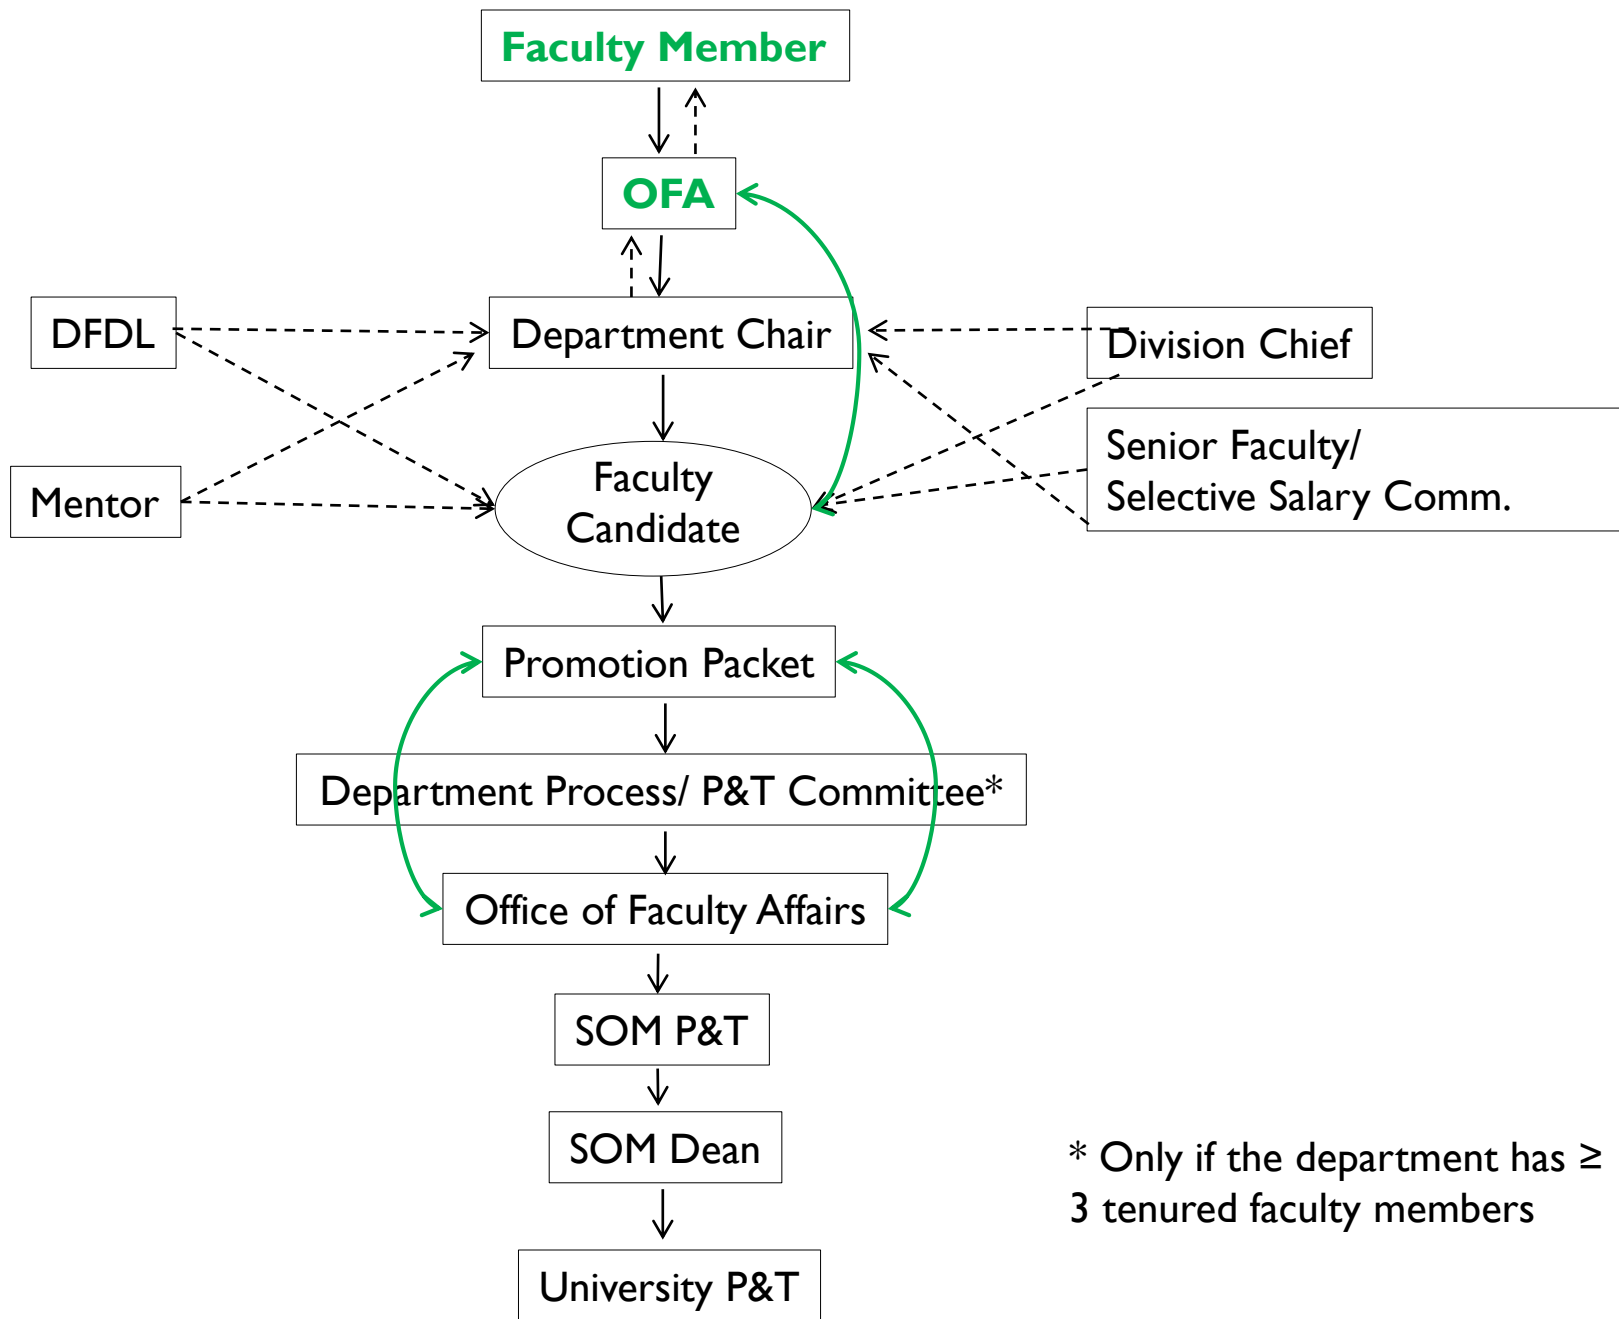 Faculty Member
OFA
DFDL
Department Chair
Division Chief
Mentor
Faculty
Candidate
Senior Faculty/
Selective Salary Comm.
Promotion Packet
Department Process/ P&T Committee*
Office of Faculty Affairs
SOM P&T
SOM Dean
* Only if the department has ≥
3 tenured faculty members
University P&T